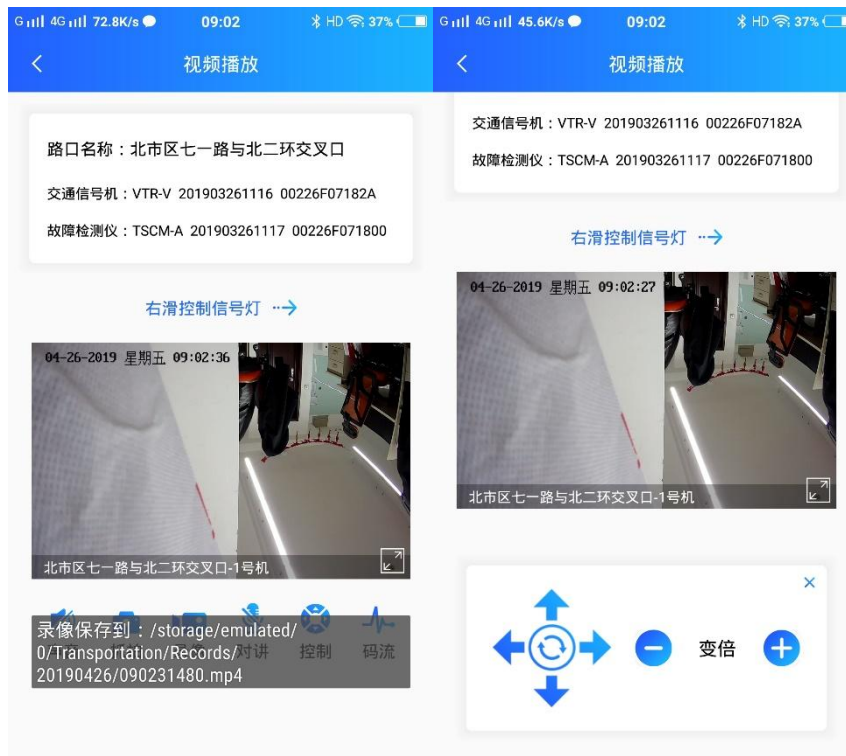 G 4G 72.8K/s 09:02 HD 37%
视频播放
路口名称：北市区七一路与北二环交叉口
交通信号机：VTR-V 201903261116 00226F07182A
故障检测仪：TSCM-A 201903261117 00226F071800
右滑控制信号灯
04-26-2019 星期五 09:02:36
北市区七一路与北二环交叉口-1号机
录像保存到：/storage/emulated/
0/Transportation/Records/
20190426/090231480.mp4
对讲 控制 码流
G 4G 45.6K/s 09:02 HD 37%
视频播放
交通信号机：VTR-V 201903261116 00226F07182A
故障检测仪：TSCM-A 201903261117 00226F071800
右滑控制信号灯
04-26-2019 星期五 09:02:27
北市区七一路与北二环交叉口-1号机
变倍